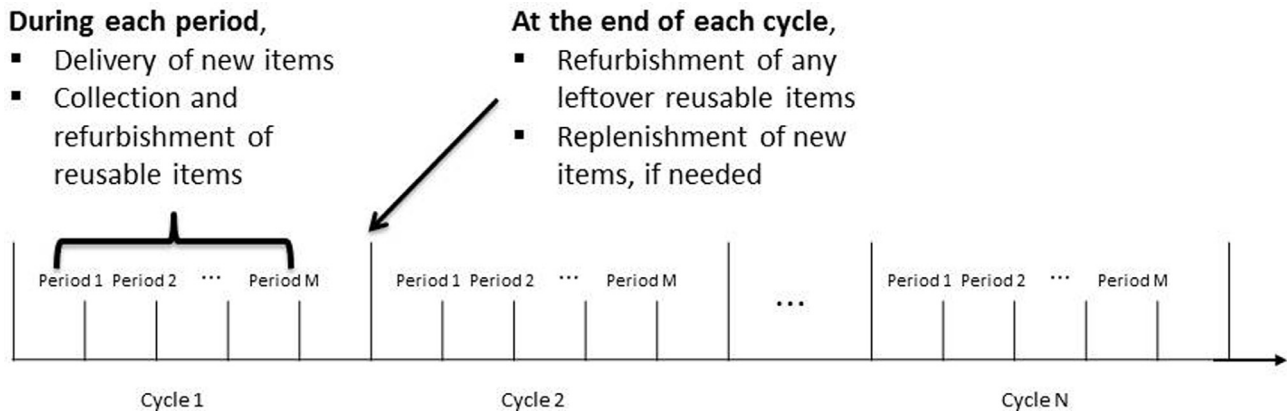 During each period,
▪ Delivery of new items
▪ Collection and
refurbishment of
reusable items
At the end of each cycle,
▪ Refurbishment of any
leftover reusable items
▪ Replenishment of new
items, if needed
Period 1 Period 2 ... Period M
Period 1 Period 2 ... Period M
...
Period 1 Period 2 ... Period M
Cycle 1
Cycle 2
Cycle N